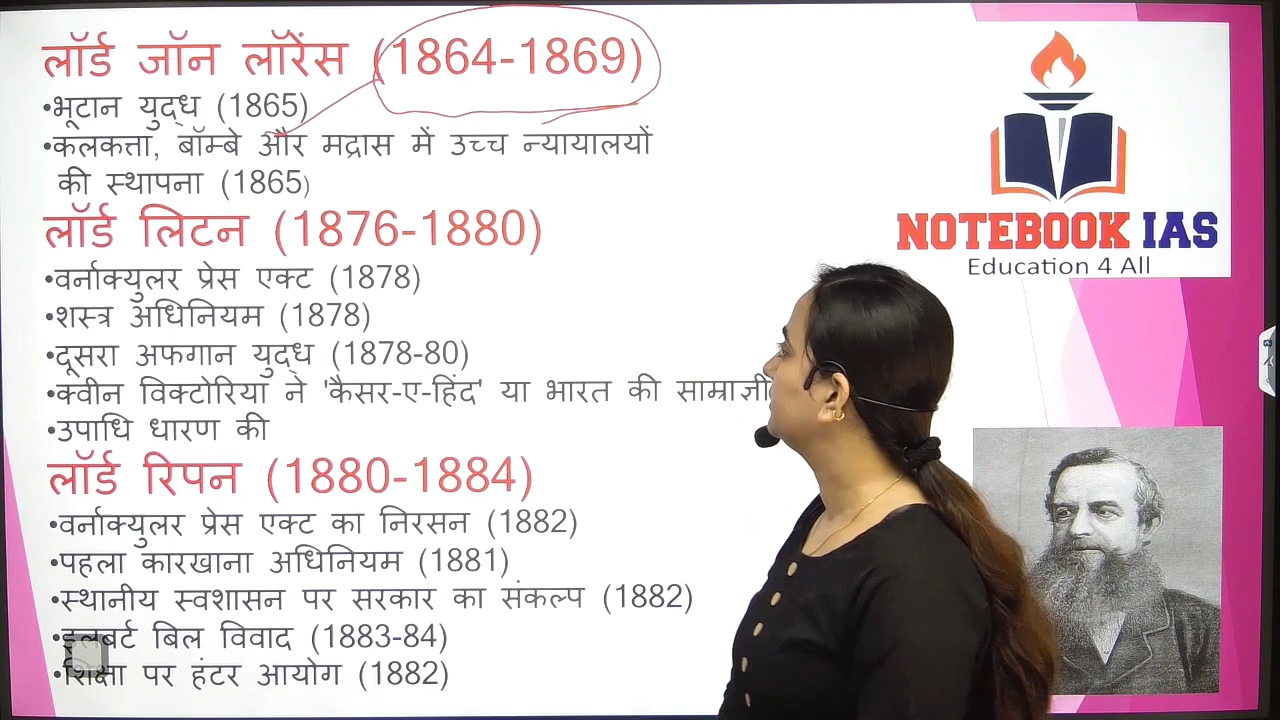 लॉर्ड जॉन लॉरेंस (1864-1869)
•भूटान युद्ध (1865)
•कलकत्ता, बॉम्बे और मद्रास में उच्च न्यायालयों
की स्थापना (1865)
लॉर्ड लिटन (1876-1880)
•वर्नाक्युलर प्रेस एक्ट (1878)
•शस्त्र अधिनियम (1878)
•दूसरा अफगान युद्ध (1878-80)
•क्वीन विक्टोरिया ने 'कैसर-ए-हिंद' या भारत की साम्राज्ञी
•उपाधि धारण की
लॉर्ड रिपन (1880-1884)
•वर्नाक्युलर प्रेस एक्ट का निरसन (1882)
•पहला कारखाना अधिनियम (1881)
•स्थानीय स्वशासन पर सरकार का संकल्प (1882)
•इलबर्ट बिल विवाद (1883-84)
•शिक्षा पर हंटर आयोग (1882)
NOTEBOOK IAS
Education 4 All